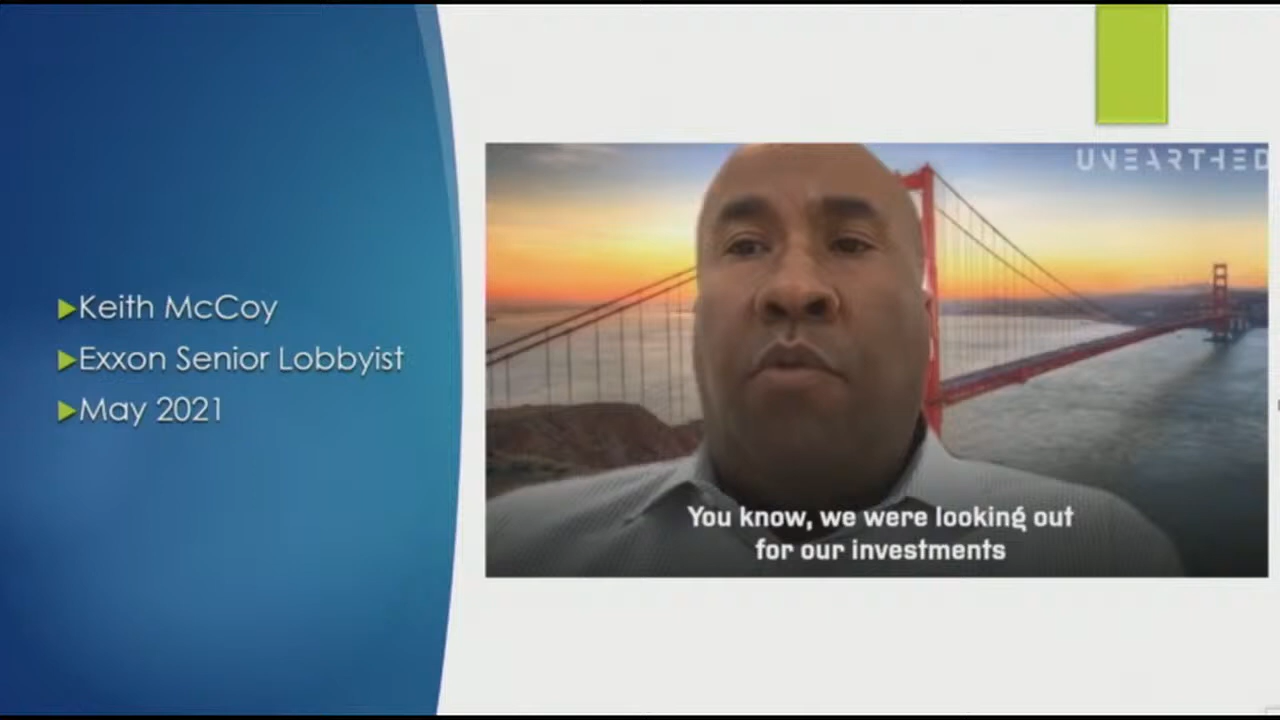 Keith McCoy
Exxon Senior Lobbyist
May 2021
UNEARTHED
You know, we were looking out
for our investments